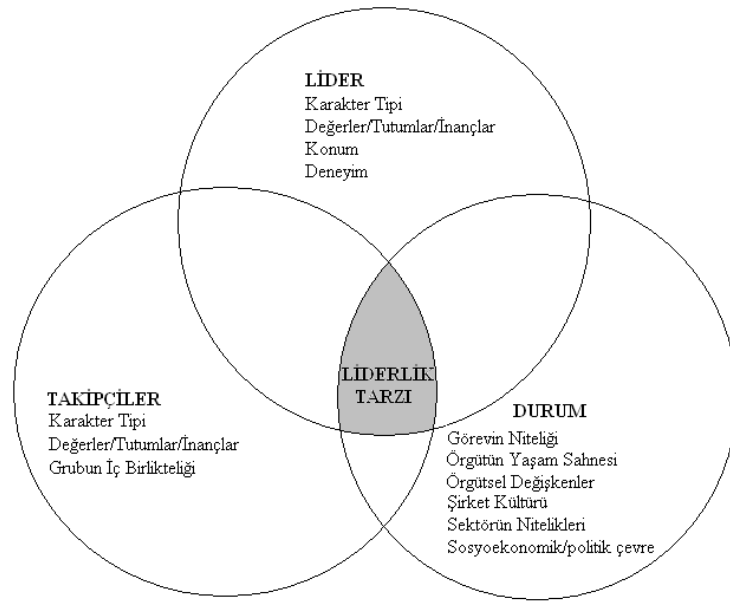 LİDER
Karakter Tipi
Değerler/Tutumlar/İnançlar
Konum
Deneyim
LİDERLİK
TARZI
TAKİPÇİLER
Karakter Tipi
Değerler/Tutumlar/İnançlar
Grubun İç Birlikteliği
DURUM
Görevin Niteliği
Örgütün Yaşam Sahnesi
Örgütsel Değişkenler
Şirket Kültürü
Sektörün Nitelikleri
Sosyoekonomik/politik çevre